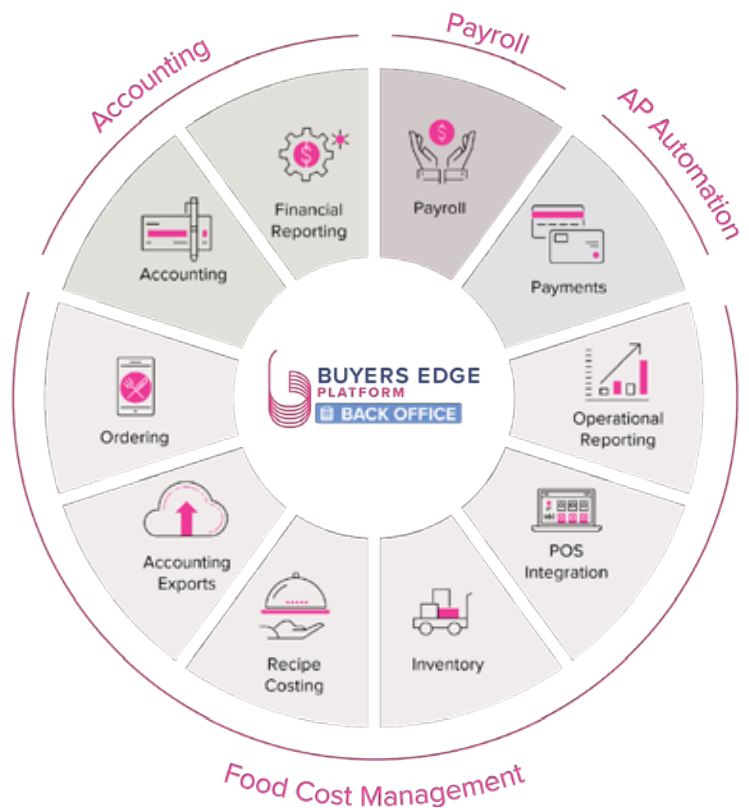 Accounting
Payroll
AP Automation
Financial
Reporting
Payroll
Accounting
Payments
BUYERS EDGE
PLATFORM
BACK OFFICE
Ordering
Operational
Reporting
Accounting
Exports
POS
Integration
Recipe
Costing
Inventory
Food Cost Management